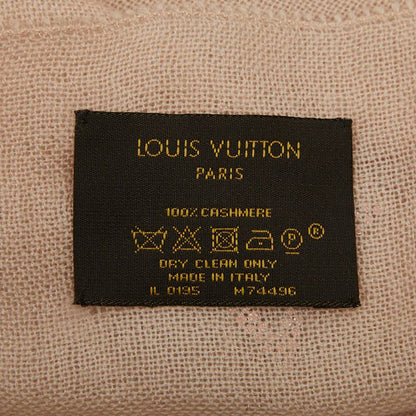 LOUIS VUITTON
PARIS
100% CASHMERE
P ®
DRY CLEAN ONLY
MADE IN ITALY
IL 0195 M74496